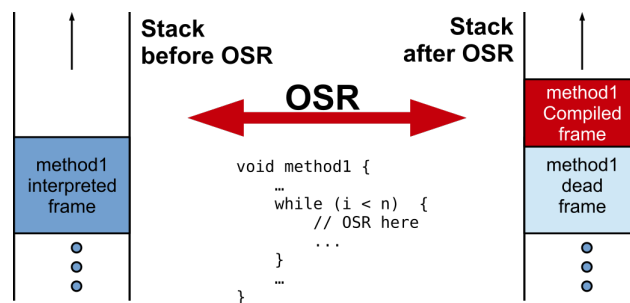 Stack
before OSR
Stack
after OSR
OSR
method1
interpreted
frame
void method1 {
…
while (i < n)  {
// OSR here
...
}
…
}
method1
Compiled
frame
method1
dead
frame